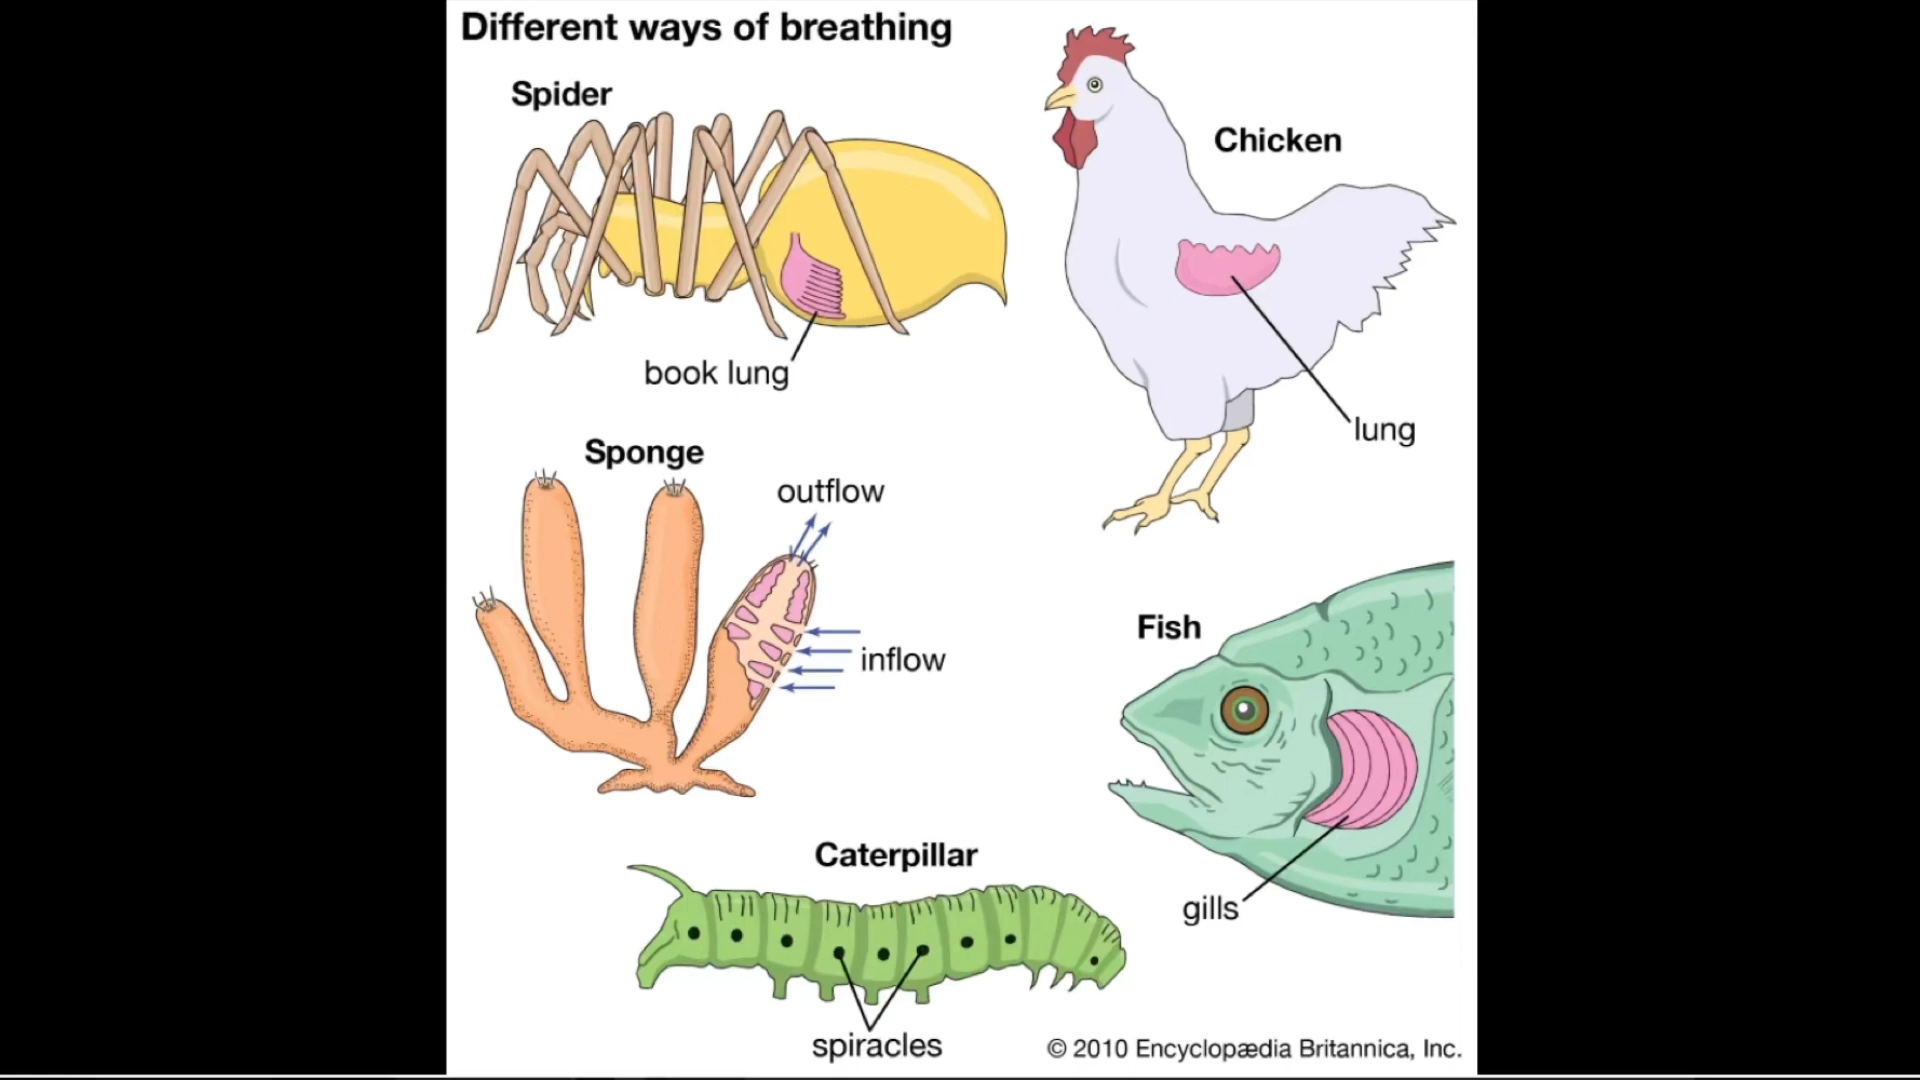 Different ways of breathing
Spider
Chicken
book lung
lung
Sponge
outflow
inflow
Fish
gills
Caterpillar
spiracles
© 2010 Encyclopædia Britannica, Inc.